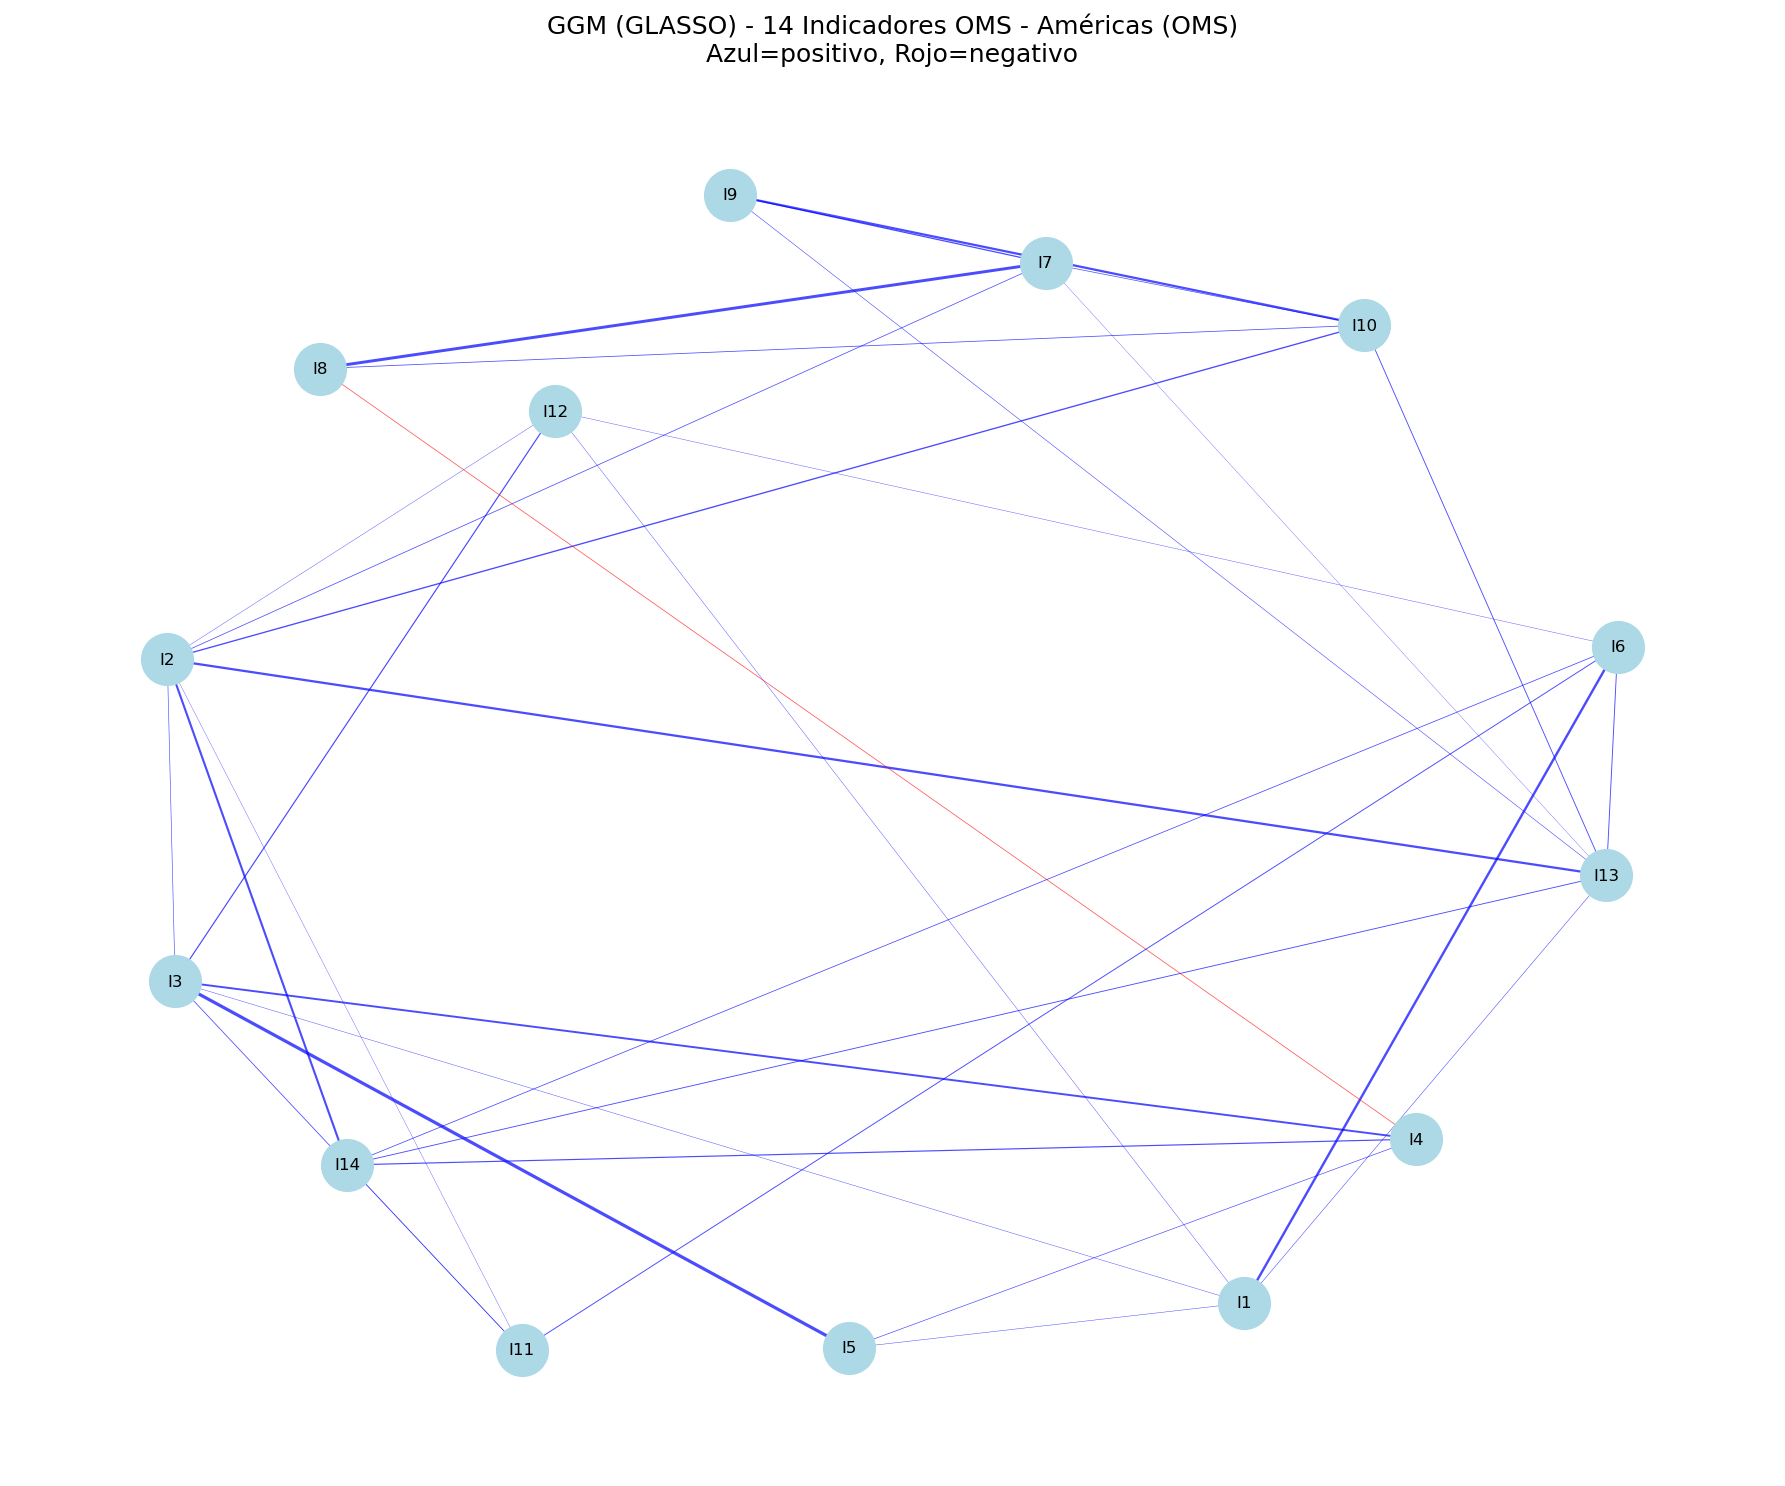 GGM (GLASSO) - 14 Indicadores OMS - Américas (OMS)
Azul=positivo, Rojo=negativo
I9
I7
I10
I8
I12
I6
I2
I13
I3
I4
I14
I1
I5
I11